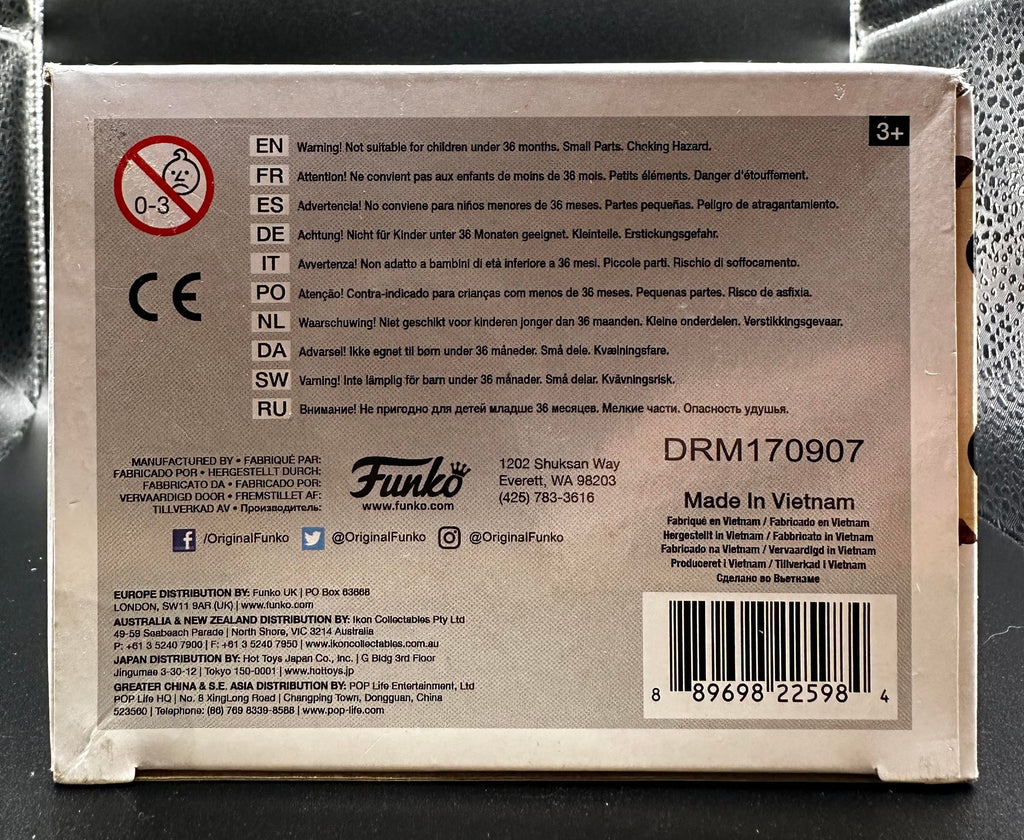 3+
0-3
EN Warning! Not suitable for children under 36 months. Small Parts. Choking Hazard.
FR Attention! Ne convient pas aux enfants de moins de 36 mois. Petits éléments. Danger d'étouffement.
ES Advertencia! No conviene para niños menores de 36 meses. Partes pequeñas. Peligro de atragantamiento.
DE Achtung! Nicht für Kinder unter 36 Monaten geeignet. Kleinteile. Erstickungsgefahr.
IT Avvertenza! Non adatto a bambini di età inferiore a 36 mesi. Piccole parti. Rischio di soffocamento.
PO Atenção! Contra-indicado para crianças com menos de 36 meses. Pequenas partes. Risco de asfixia.
NL Waarschuwing! Niet geschikt voor kinderen jonger dan 36 maanden. Kleine onderdelen. Verstikkingsgevaar.
DA Advarsel! Ikke egnet til børn under 36 måneder. Små dele. Kvælningsfare.
SW Varning! Inte lämplig för barn under 36 månader. Små delar. Kvävningsrisk.
RU Внимание! Не пригодно для детей младше 36 месяцев. Мелкие части. Опасность удушья.
CE
MANUFACTURED BY • FABRIQUÉ PAR:
FABRICADO POR • HERGESTELLT DURCH:
FABBRICATO DA • FABRICADO POR:
VERVAARDIGD DOOR • FREMSTILLET AF:
TILLVERKAD AV • Производитель:
Funko
www.funko.com
1202 Shuksan Way
Everett, WA 98203
(425) 783-3616
/OriginalFunko @OriginalFunko @OriginalFunko
DRM170907
Made In Vietnam
Fabriqué en Vietnam / Fabricado en Vietnam
Hergestellt in Vietnam / Fabbricato in Vietnam
Fabricado na Vietnam / Vervaardigd in Vietnam
Produceret i Vietnam / Tillverkad i Vietnam
Сделано во Вьетнаме
EUROPE DISTRIBUTION BY: Funko UK | PO Box 63668
LONDON, SW11 9AR (UK) | www.funko.com
AUSTRALIA & NEW ZEALAND DISTRIBUTION BY: Ikon Collectables Pty Ltd
49-59 Seabeach Parade | North Shore, VIC 3214 Australia
P: +61 3 5240 7900 | F: +61 3 5240 7950 | www.ikoncollectables.com.au
JAPAN DISTRIBUTION BY: Hot Toys Japan Co., Inc. | G Bldg 3rd Floor
Jingumae 3-30-12 | Tokyo 150-0001 | www.hottoys.jp
GREATER CHINA & S.E. ASIA DISTRIBUTION BY: POP Life Entertainment, Ltd
POP Life HQ | No. 8 XingLong Road | Changping Town, Dongguan, China
523560 | Telephone: (86) 769 8339-8588 | www.pop-life.com
8 89698 22598 4